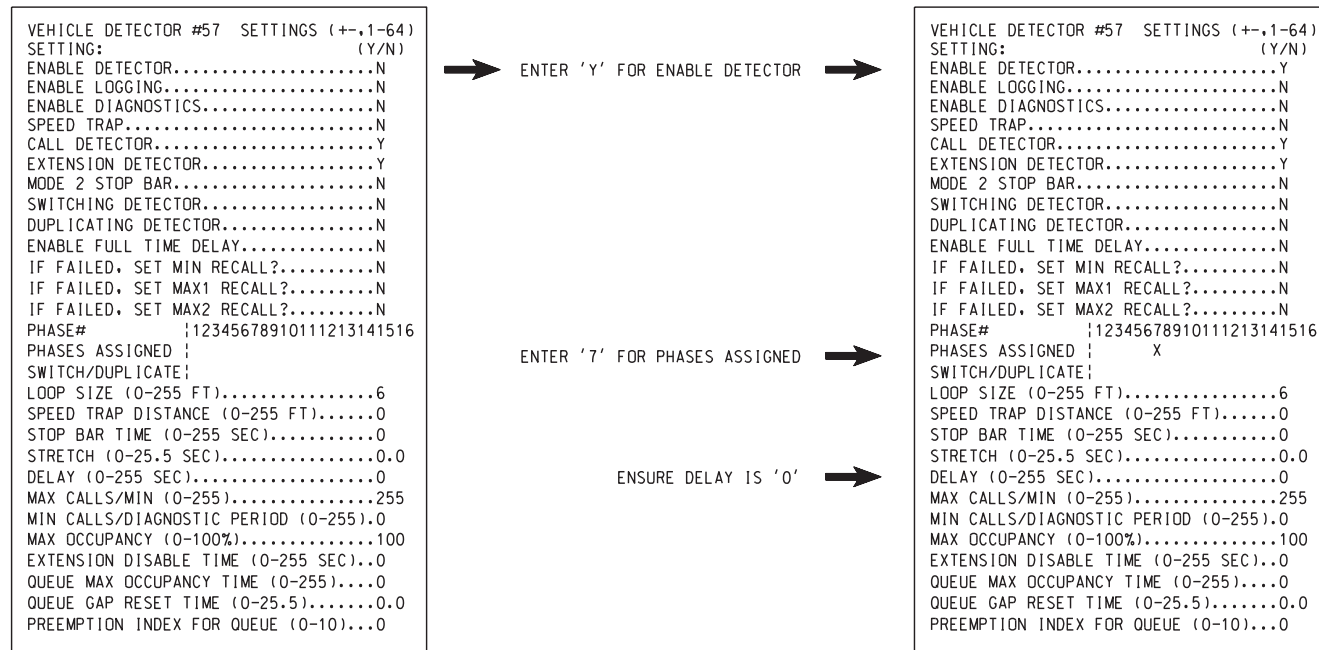 VEHICLE DETECTOR #57 SETTINGS (+-,1-64)
SETTING: (Y/N)
ENABLE DETECTOR.....................N
ENABLE LOGGING......................N
ENABLE DIAGNOSTICS..................N
SPEED TRAP..........................N
CALL DETECTOR.......................Y
EXTENSION DETECTOR..................Y
MODE 2 STOP BAR.....................N
SWITCHING DETECTOR..................N
DUPLICATING DETECTOR................N
ENABLE FULL TIME DELAY..............N
IF FAILED, SET MIN RECALL?..........N
IF FAILED, SET MAX1 RECALL?.........N
IF FAILED, SET MAX2 RECALL?.........N
PHASE# ¦12345678910111213141516
PHASES ASSIGNED ¦
SWITCH/DUPLICATE¦
LOOP SIZE (0-255 FT)................6
SPEED TRAP DISTANCE (0-255 FT)......0
STOP BAR TIME (0-255 SEC)...........0
STRETCH (0-25.5 SEC)................0.0
DELAY (0-255 SEC)...................0
MAX CALLS/MIN (0-255)...............255
MIN CALLS/DIAGNOSTIC PERIOD (0-255).0
MAX OCCUPANCY (0-100%)..............100
EXTENSION DISABLE TIME (0-255 SEC)..0
QUEUE MAX OCCUPANCY TIME (0-255)....0
QUEUE GAP RESET TIME (0-25.5).......0.0
PREEMPTION INDEX FOR QUEUE (0-10)...0
ENTER 'Y' FOR ENABLE DETECTOR
ENTER '7' FOR PHASES ASSIGNED
ENSURE DELAY IS '0'
VEHICLE DETECTOR #57 SETTINGS (+-,1-64)
SETTING: (Y/N)
ENABLE DETECTOR.....................Y
ENABLE LOGGING......................N
ENABLE DIAGNOSTICS..................N
SPEED TRAP..........................N
CALL DETECTOR.......................Y
EXTENSION DETECTOR..................Y
MODE 2 STOP BAR.....................N
SWITCHING DETECTOR..................N
DUPLICATING DETECTOR................N
ENABLE FULL TIME DELAY..............N
IF FAILED, SET MIN RECALL?..........N
IF FAILED, SET MAX1 RECALL?.........N
IF FAILED, SET MAX2 RECALL?.........N
PHASE# ¦12345678910111213141516
PHASES ASSIGNED ¦ X
SWITCH/DUPLICATE¦
LOOP SIZE (0-255 FT)................6
SPEED TRAP DISTANCE (0-255 FT)......0
STOP BAR TIME (0-255 SEC)...........0
STRETCH (0-25.5 SEC)................0.0
DELAY (0-255 SEC)...................0
MAX CALLS/MIN (0-255)...............255
MIN CALLS/DIAGNOSTIC PERIOD (0-255).0
MAX OCCUPANCY (0-100%)..............100
EXTENSION DISABLE TIME (0-255 SEC)..0
QUEUE MAX OCCUPANCY TIME (0-255)....0
QUEUE GAP RESET TIME (0-25.5).......0.0
PREEMPTION INDEX FOR QUEUE (0-10)...0